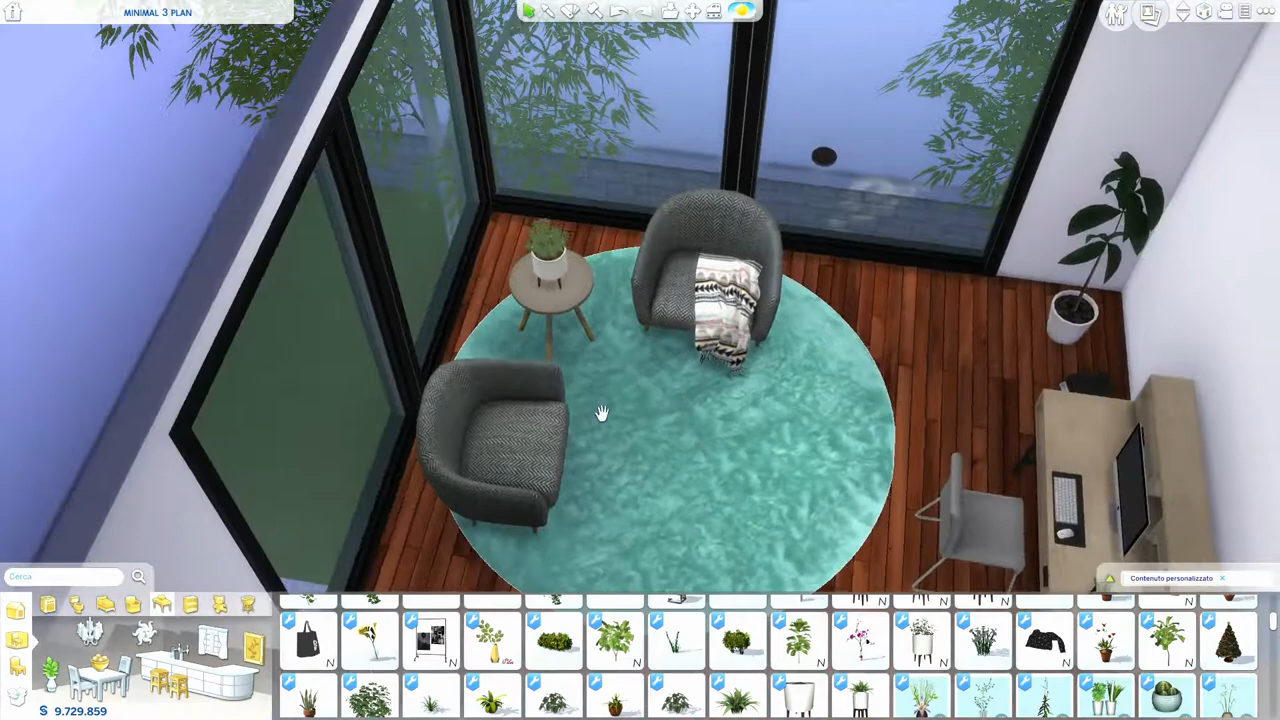 MINIMAL 3 PLAN
Cerca
Contenuto personalizzato
N
N
N
N
N
N
N
§ 9.729.859